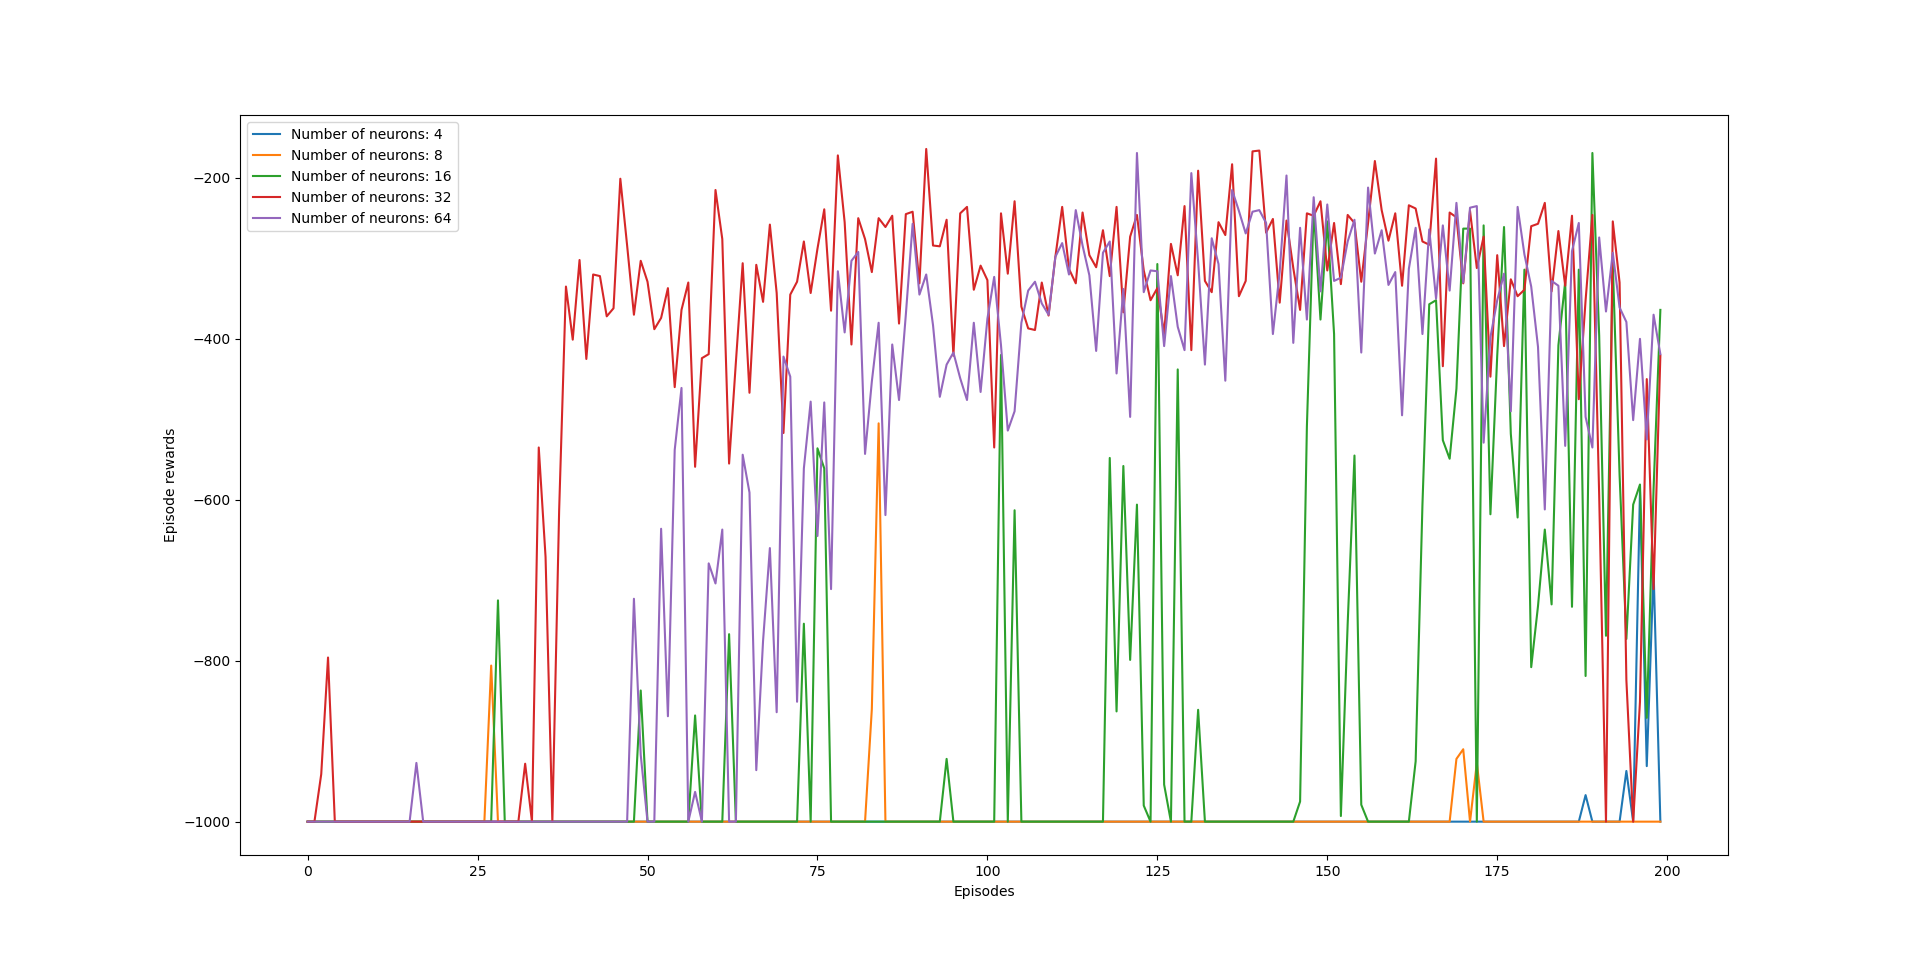 Number of neurons: 4
Number of neurons: 8
Number of neurons: 16
Number of neurons: 32
Number of neurons: 64
−200
−400
−600
−800
−1000
Episode rewards
0 25 50 75 100 125 150 175 200
Episodes